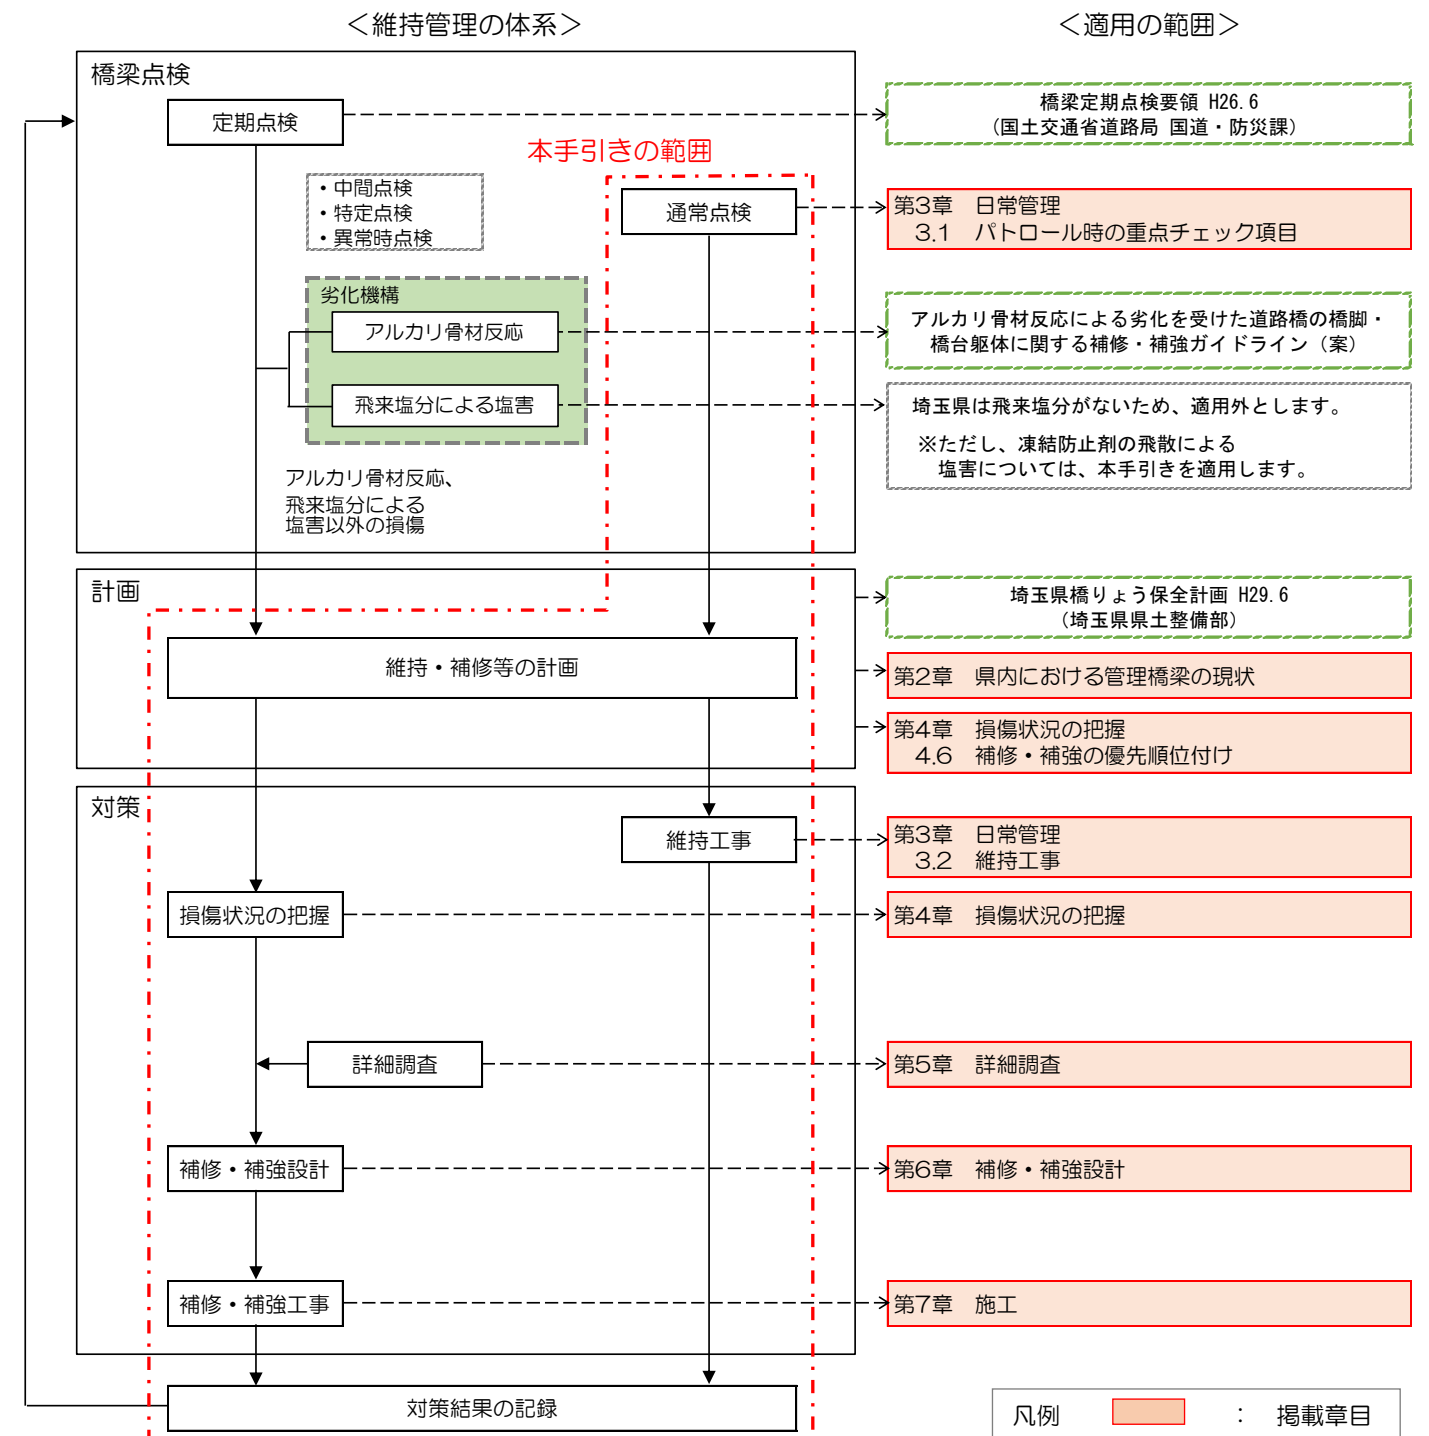 ＜維持管理の体系＞
＜適用の範囲＞
橋梁点検
定期点検
橋梁定期点検要領 H26.6
（国土交通省道路局 国道・防災課）
本手引きの範囲
・中間点検
・特定点検
・異常時点検
通常点検
第3章　日常管理
3.1　パトロール時の重点チェック項目
劣化機構
アルカリ骨材反応
アルカリ骨材反応による劣化を受けた道路橋の橋脚・
橋台躯体に関する補修・補強ガイドライン（案）
飛来塩分による塩害
埼玉県は飛来塩分がないため、適用外とします。
※ただし、凍結防止剤の飛散による
塩害については、本手引きを適用します。
アルカリ骨材反応、
飛来塩分による
塩害以外の損傷
計画
埼玉県橋りょう保全計画 H29.6
（埼玉県県土整備部）
維持・補修等の計画
第2章　県内における管理橋梁の現状
第4章　損傷状況の把握
4.6　補修・補強の優先順位付け
対策
維持工事
第3章　日常管理
3.2　維持工事
損傷状況の把握
第4章　損傷状況の把握
詳細調査
第5章　詳細調査
補修・補強設計
第6章　補修・補強設計
補修・補強工事
第7章　施工
対策結果の記録
凡例　：　掲載章目